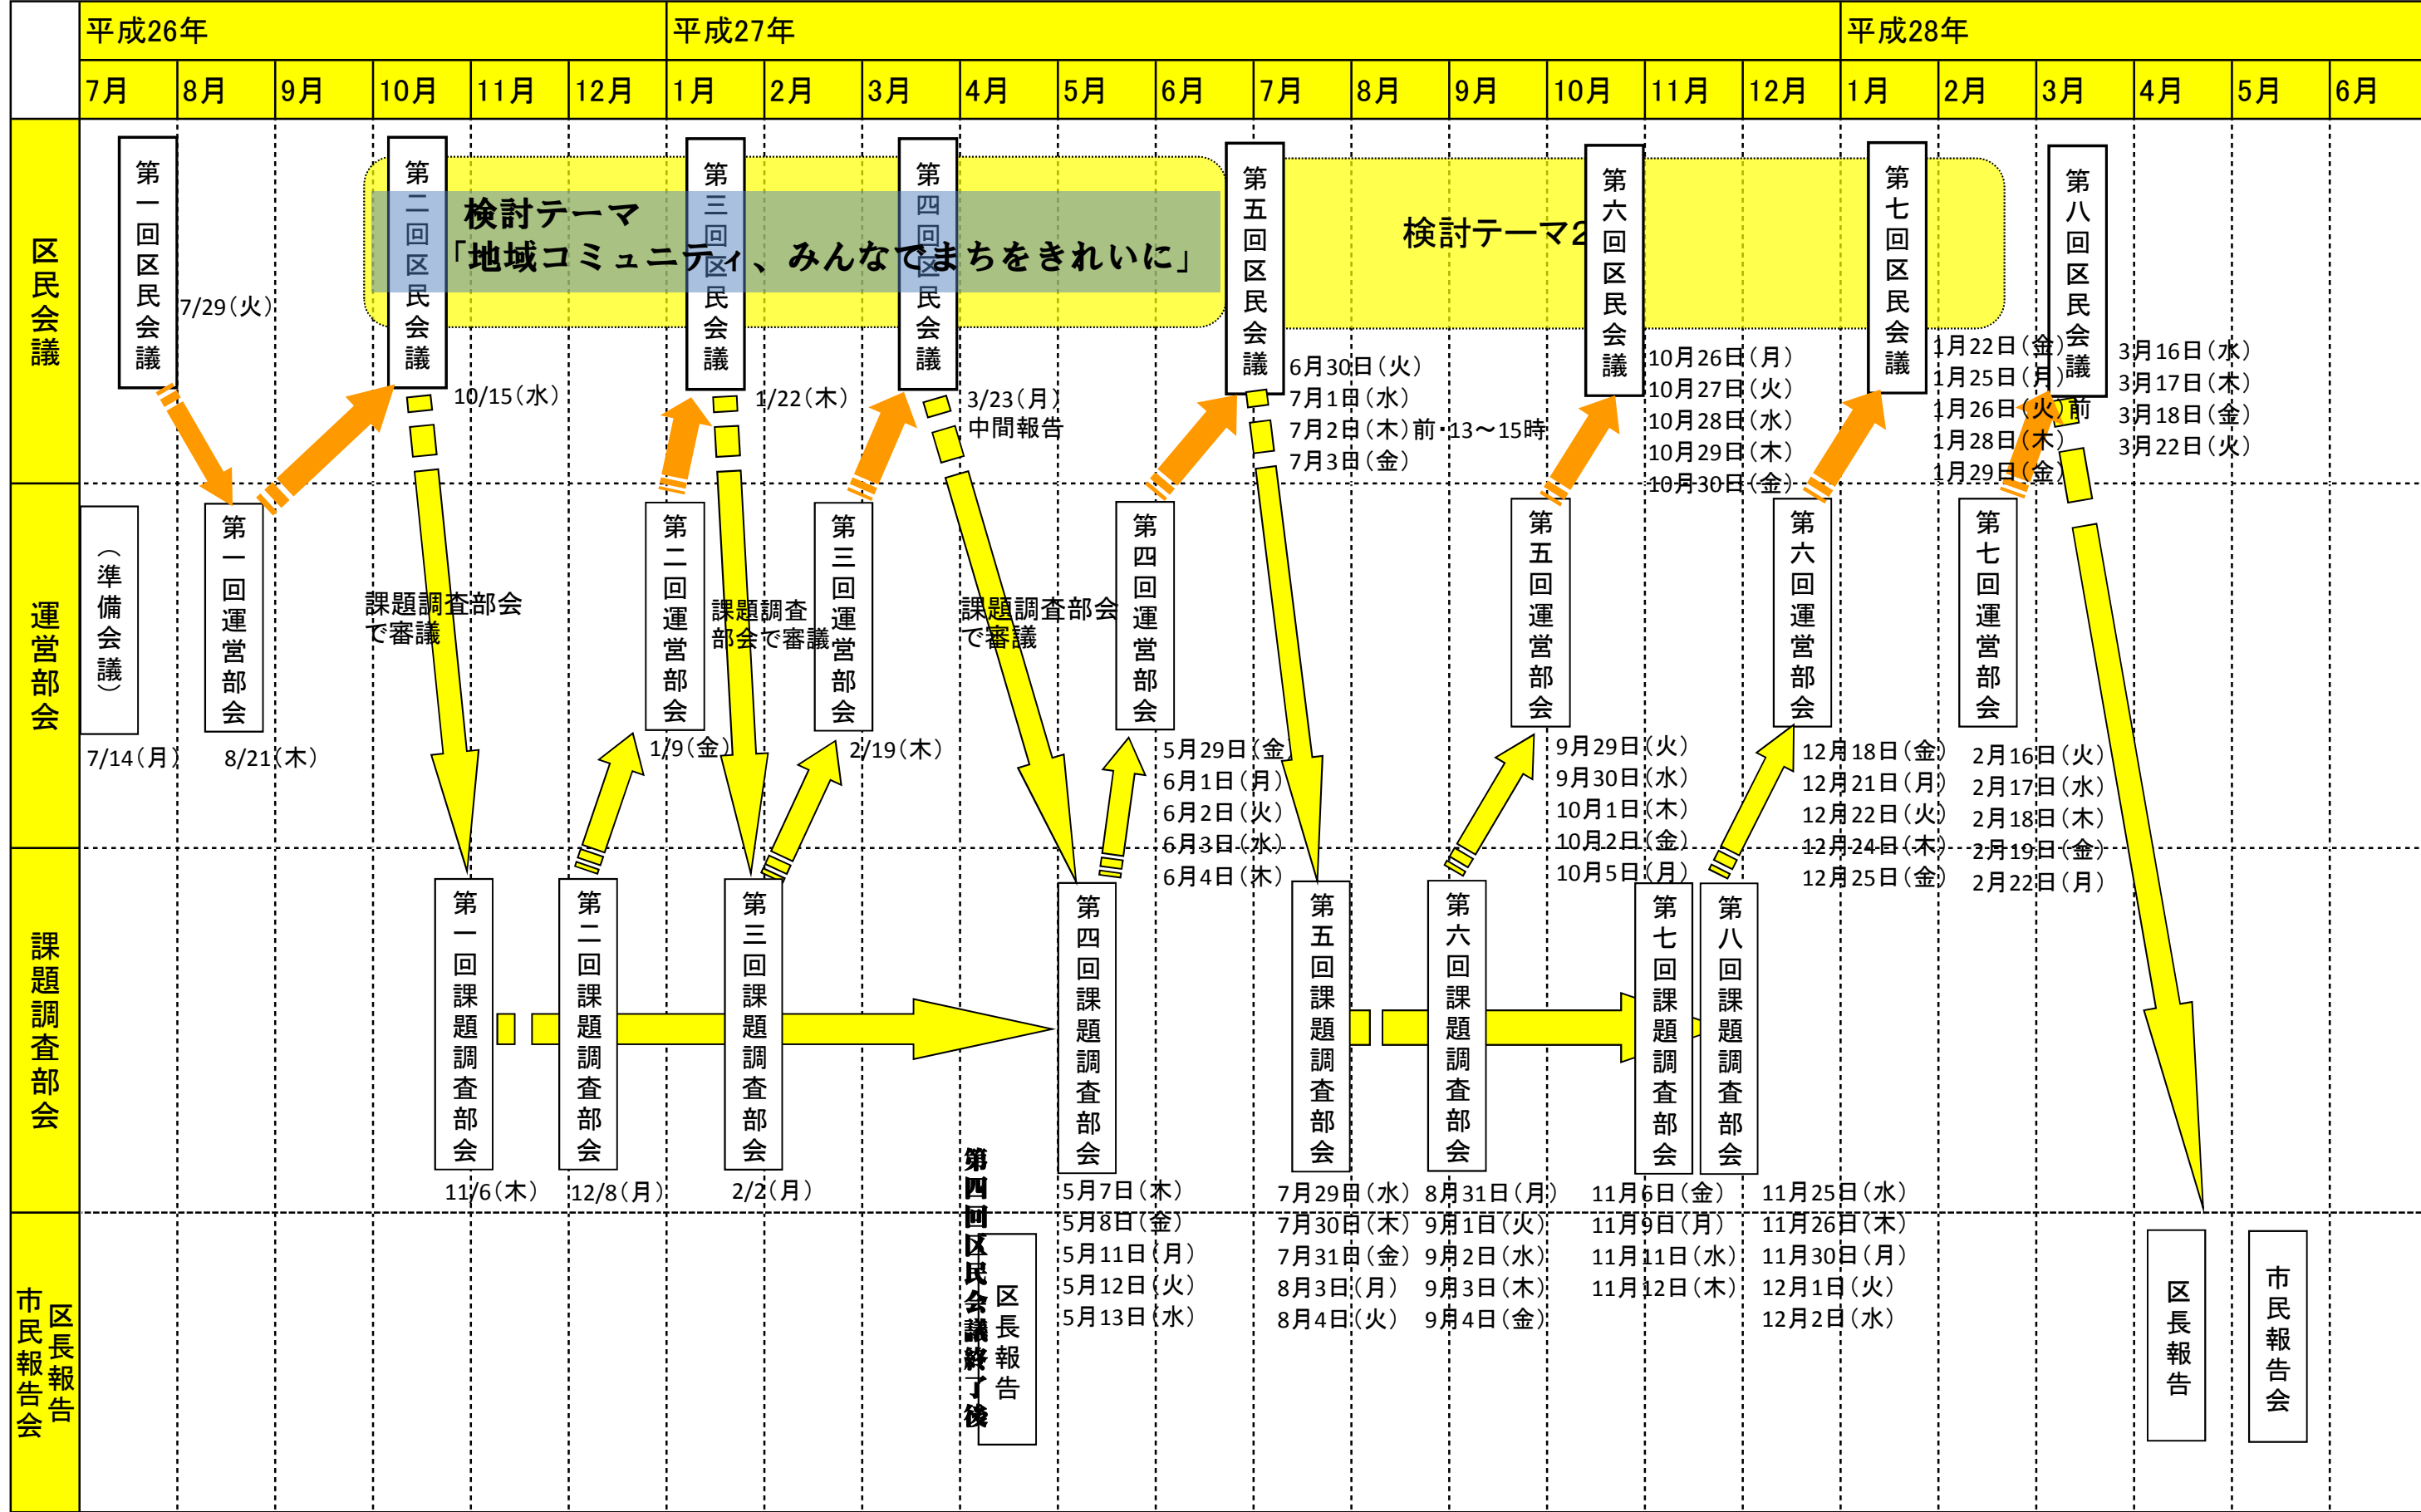 平成26年
平成27年
平成28年
7月
8月
9月
10月
11月
12月
1月
2月
3月
4月
5月
6月
7月
8月
9月
10月
11月
12月
1月
2月
3月
4月
5月
6月
区民会議
第一回区民会議
7/29(火)
第二回区民会議
10/15(水)
検討テーマ
「地域コミュニティ、みんなでまちをきれいに」
第三回区民会議
1/22(木)
第四回区民会議
3/23(月)
中間報告
第五回区民会議
6月30日(火)
7月1日(水)
7月2日(木)前・13～15時
7月3日(金)
検討テーマ2
第六回区民会議
10月26日(月)
10月27日(火)
10月28日(水)
10月29日(木)
10月30日(金)
第七回区民会議
1月22日(金)
1月25日(月)
1月26日(火)前
1月28日(木)
1月29日(金)
第八回区民会議
3月16日(水)
3月17日(木)
3月18日(金)
3月22日(火)
運営部会
(準備会議)
7/14(月)
第一回運営部会
8/21(木)
課題調査部会
で審議
第二回運営部会
1/9(金)
課題調査
部会で審議
第三回運営部会
2/19(木)
課題調査部会
で審議
第四回運営部会
5月29日(金)
6月1日(月)
6月2日(火)
6月3日(水)
6月4日(木)
第五回運営部会
9月29日(火)
9月30日(水)
10月1日(木)
10月2日(金)
10月5日(月)
第六回運営部会
12月18日(金)
12月21日(月)
12月22日(火)
12月24日(木)
12月25日(金)
第七回運営部会
2月16日(火)
2月17日(水)
2月18日(木)
2月19日(金)
2月22日(月)
課題調査部会
第一回課題調査部会
11/6(木)
第二回課題調査部会
12/8(月)
第三回課題調査部会
2/2(月)
第四回課題調査部会
5月7日(木)
5月8日(金)
5月11日(月)
5月12日(火)
5月13日(水)
第五回課題調査部会
7月29日(水)
7月30日(木)
7月31日(金)
8月3日(月)
8月4日(火)
第六回課題調査部会
8月31日(月)
9月1日(火)
9月2日(水)
9月3日(木)
9月4日(金)
第七回課題調査部会
11月6日(金)
11月9日(月)
11月11日(水)
11月12日(木)
第八回課題調査部会
11月25日(水)
11月26日(木)
11月30日(月)
12月1日(火)
12月2日(水)
区長報告
市民報告会
第四回区民会議終了後
区長報告
区長報告
市民報告会